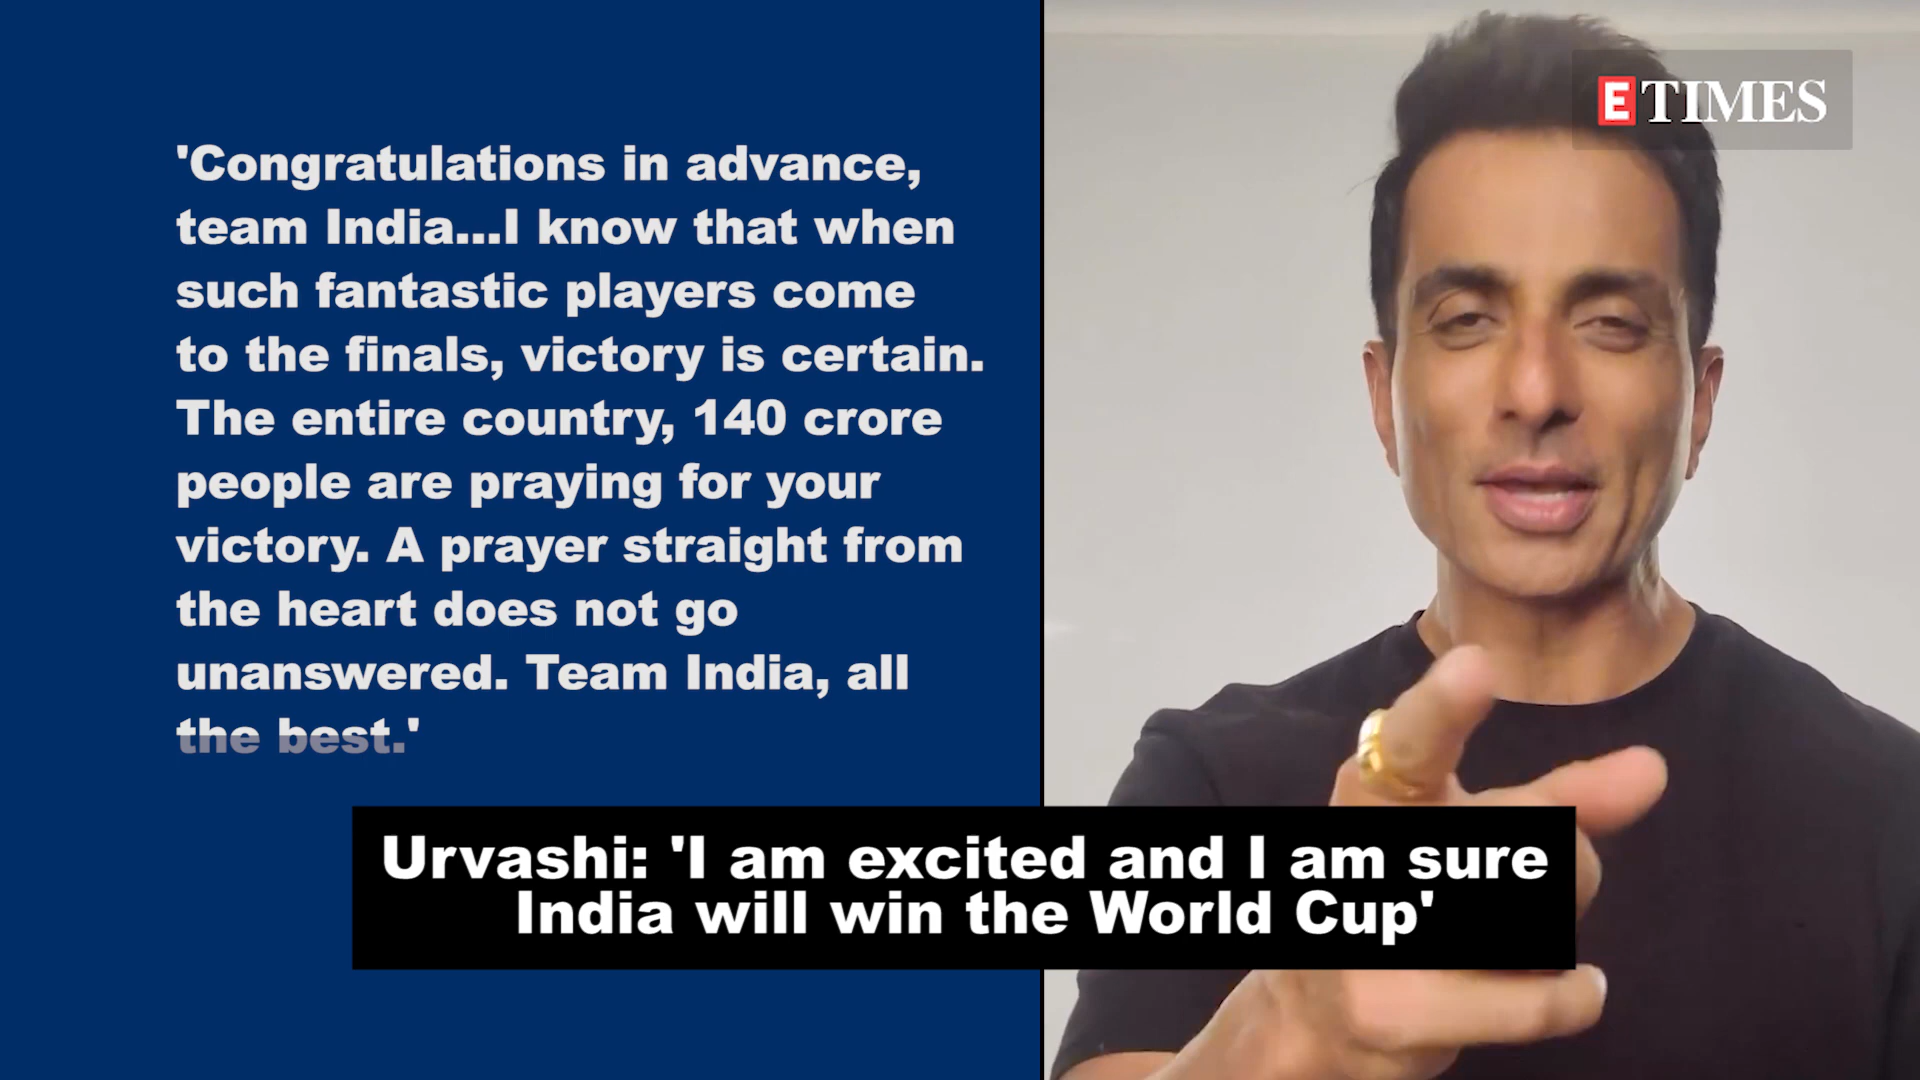 E TIMES
'Congratulations in advance,
team India...I know that when
such fantastic players come
to the finals, victory is certain.
The entire country, 140 crore
people are praying for your
victory. A prayer straight from
the heart does not go
unanswered. Team India, all
the best.'
Urvashi: 'I am excited and I am sure
India will win the World Cup'